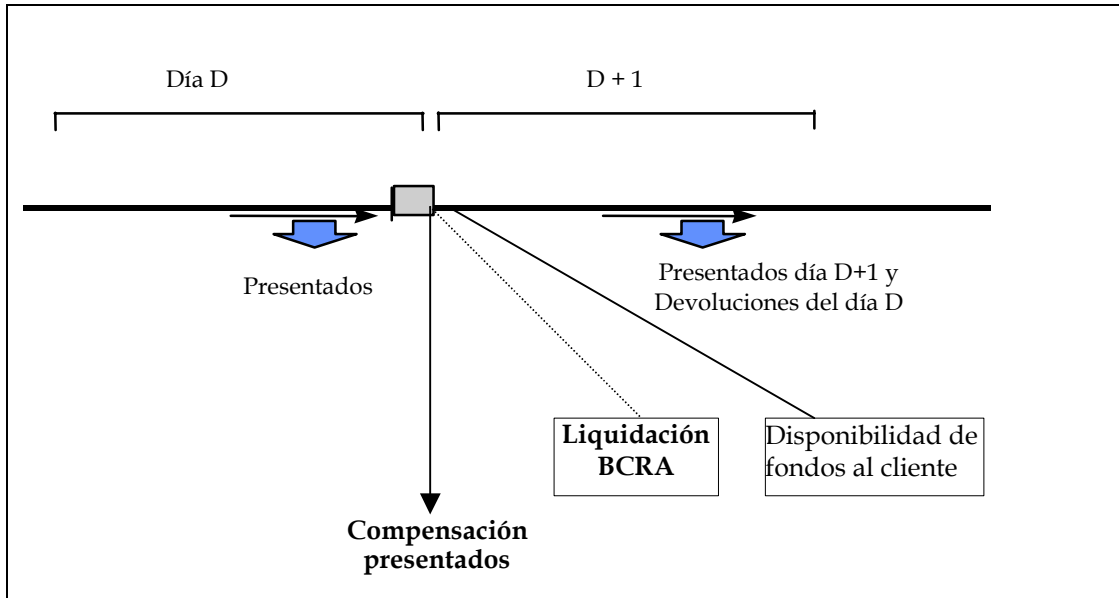 Día D
D + 1
Presentados
Presentados día D+1 y
Devoluciones del día D
Liquidación
BCRA
Disponibilidad de
fondos al cliente
Compensación
presentados